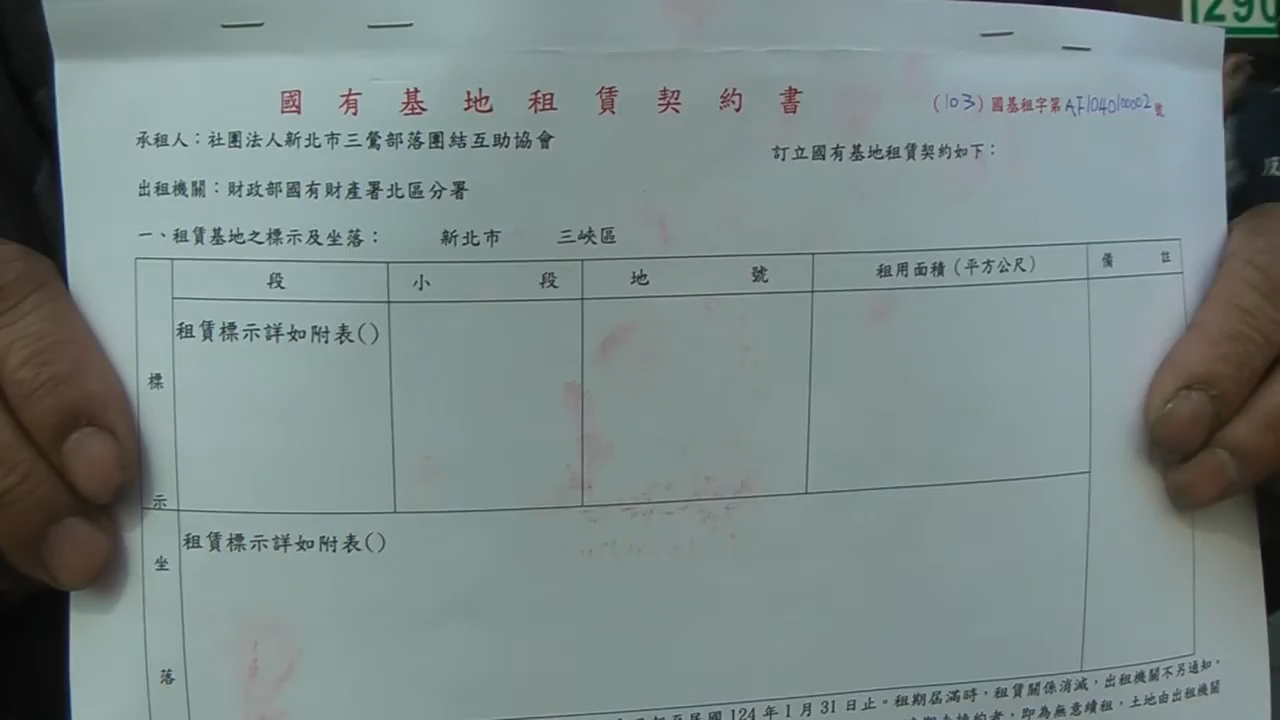 290
國有基地租賃契約書
(103)國基租字第AF104010002號
承租人：社團法人新北市三鶯部落團結互助協會
訂立國有基地租賃契約如下：
出租機關：財政部國有財產署北區分署
一、租賃基地之標示及坐落： 新北市 三峽區
標示 段 小段 地號 租用面積(平方公尺) 備註
租賃標示詳如附表()
坐落 租賃標示詳如附表()
至民國124年1月31日止。租期屆滿時，租賃關係消滅，出租機關不另通知。
者，即為無意續租，土地由出租機關